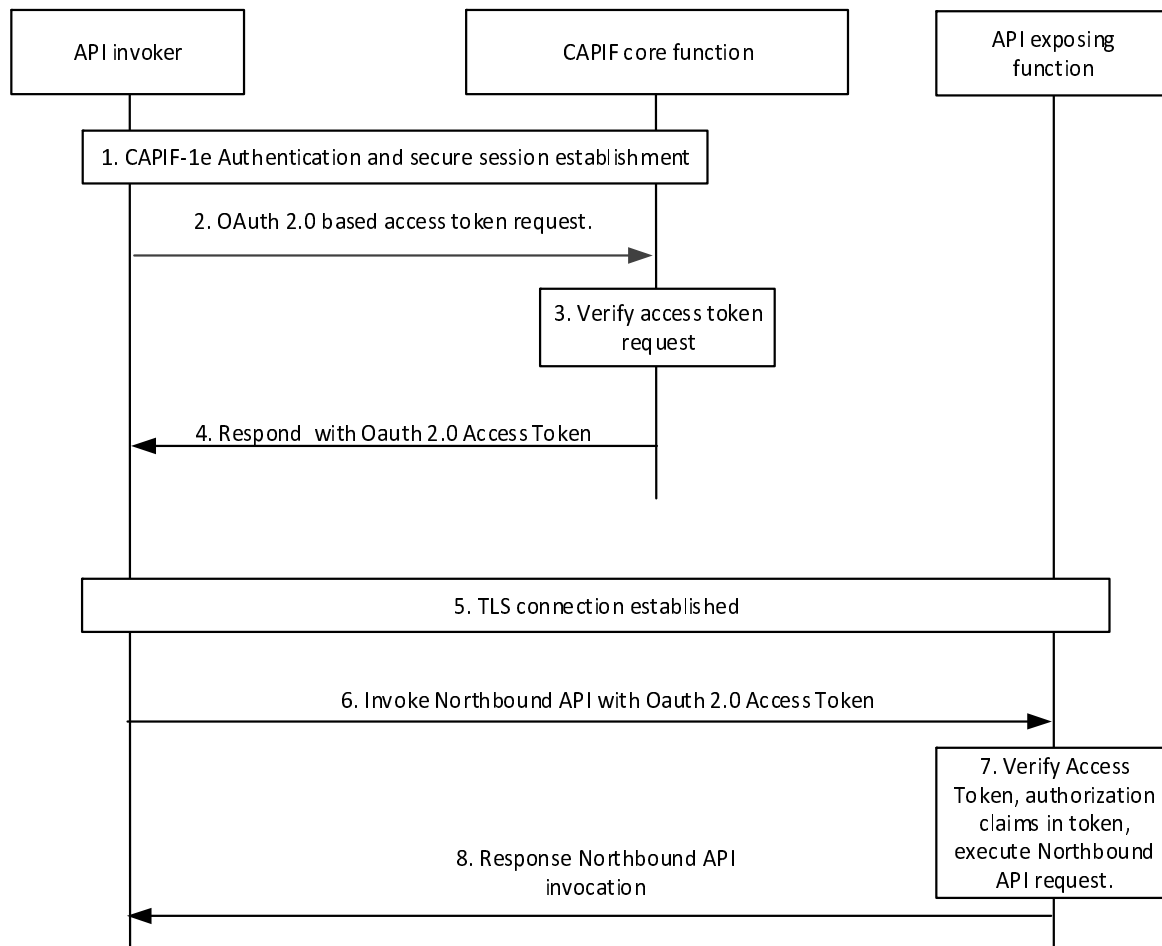 API invoker
CAPIF core function
API exposing
function
1. CAPIF-1e Authentication and secure session establishment
2. OAuth 2.0 based access token request.
3. Verify access token
request
4. Respond  with Oauth 2.0 Access Token
5. TLS connection established
6. Invoke Northbound API with Oauth 2.0 Access Token
7. Verify Access
Token, authorization
claims in token,
execute Northbound
API request.
8. Response Northbound API
invocation